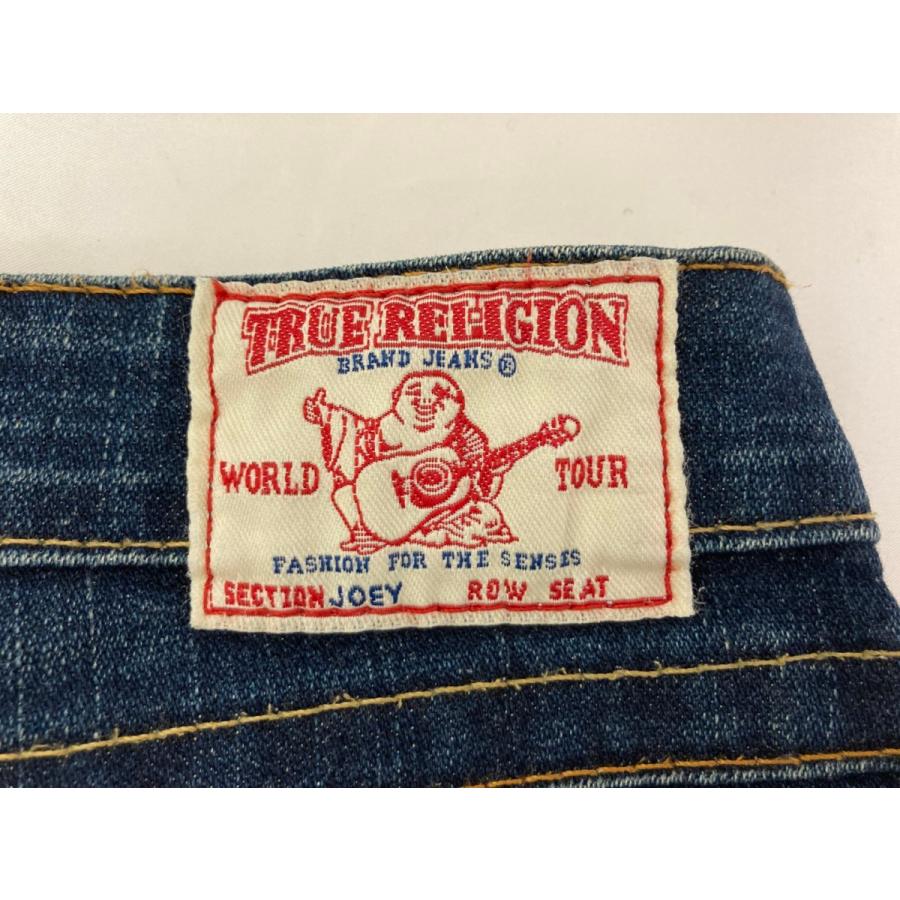 TRUE RELIGION
BRAND JEANS ®
WORLD TOUR
FASHION FOR THE SENSES
SECTION JOEY ROW SEAT